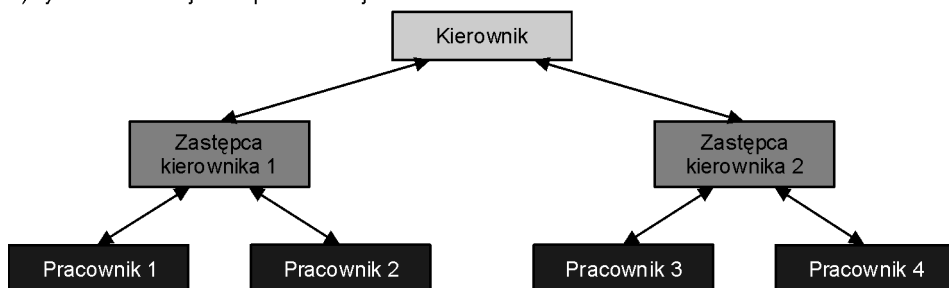 Kierownik
Zastępca
kierownika 1
Zastępca
kierownika 2
Pracownik 1
Pracownik 2
Pracownik 3
Pracownik 4